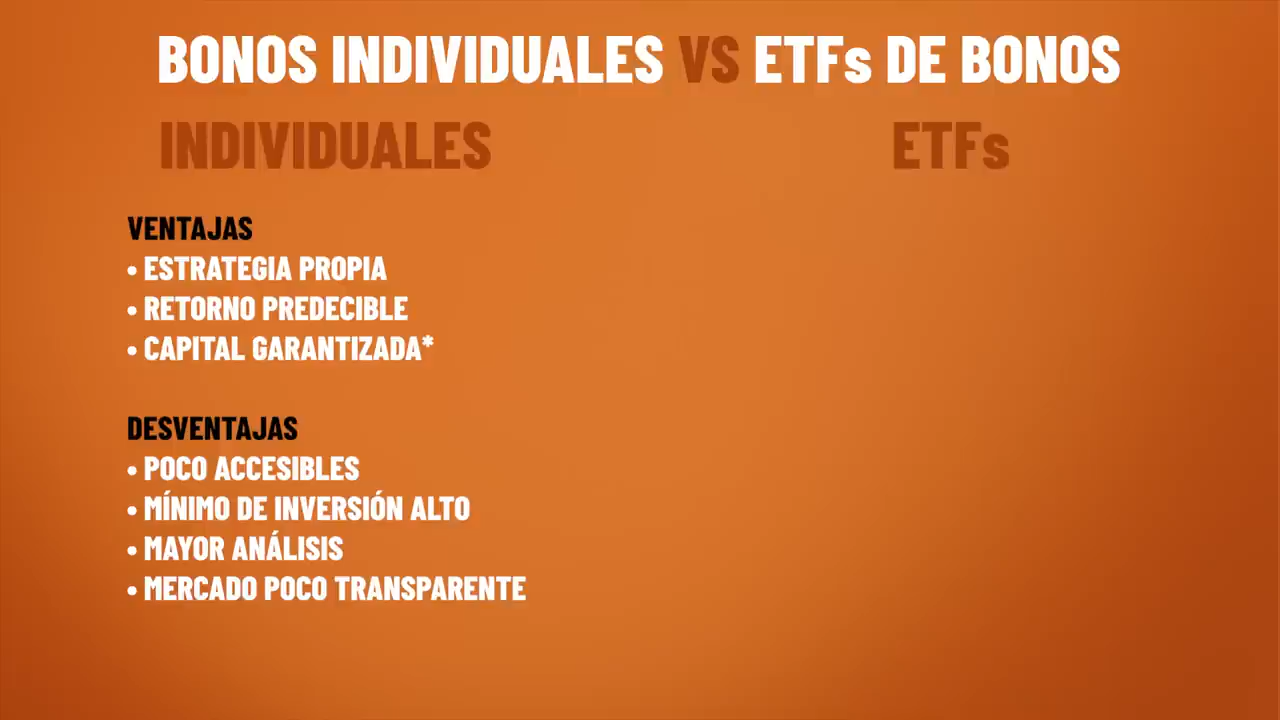 BONOS INDIVIDUALES VS ETFs DE BONOS
INDIVIDUALES
ETFs
VENTAJAS
• ESTRATEGIA PROPIA
• RETORNO PREDECIBLE
• CAPITAL GARANTIZADA*
DESVENTAJAS
• POCO ACCESIBLES
• MÍNIMO DE INVERSIÓN ALTO
• MAYOR ANÁLISIS
• MERCADO POCO TRANSPARENTE